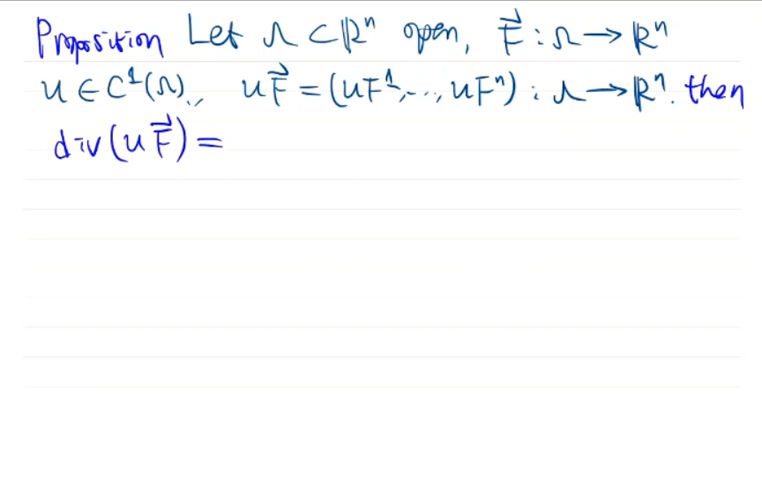 Proposition Let Ω ⊂ ℝⁿ open, F⃗ : Ω → ℝⁿ
u ∈ C¹(Ω)., uF⃗ = (uF¹, ..., uFⁿ) : Ω → ℝⁿ. then
div(uF⃗) =